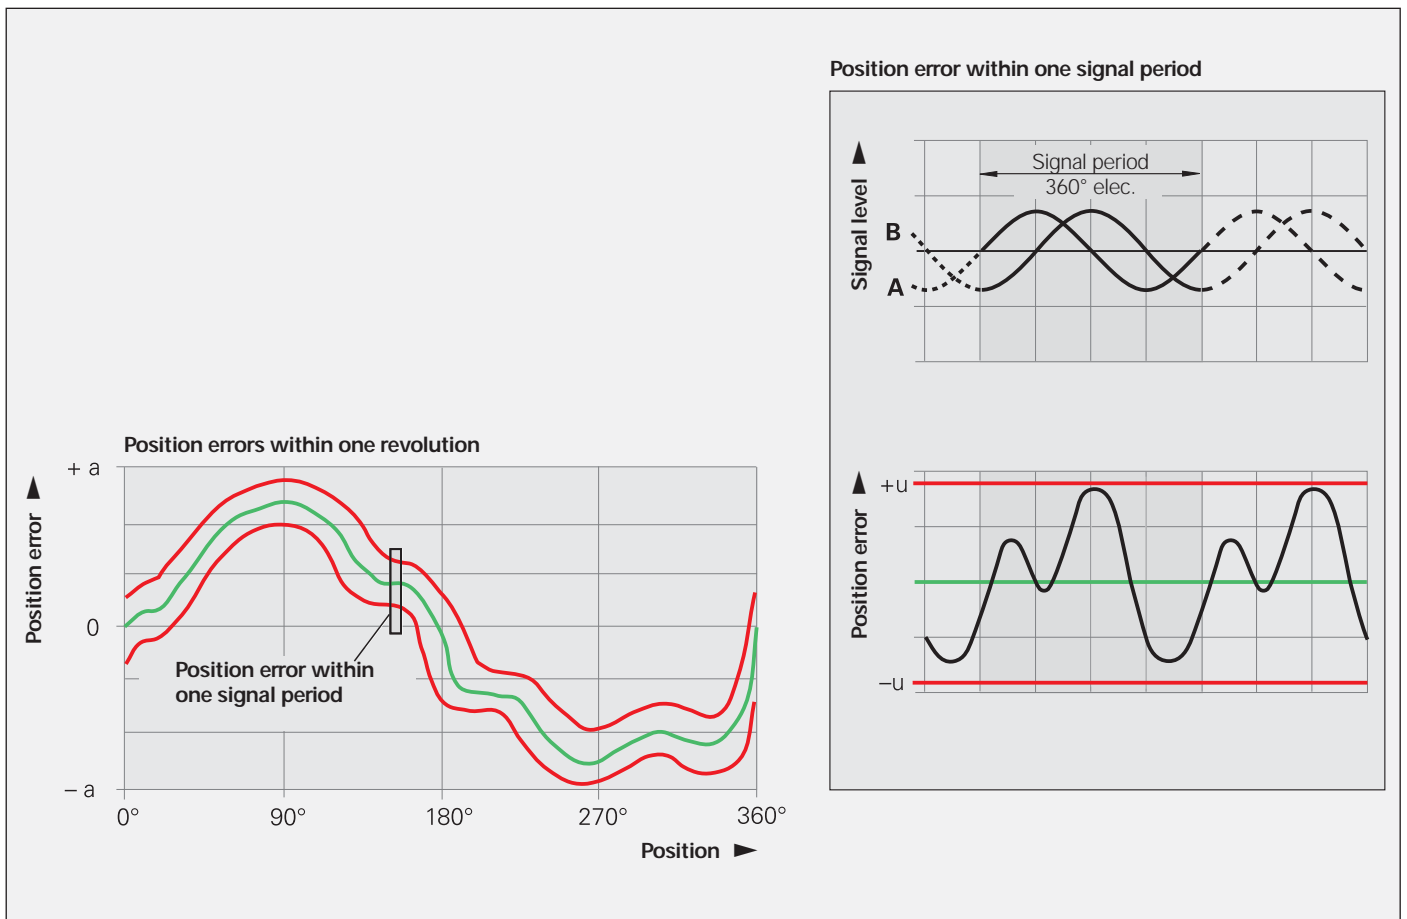 Position error within one signal period
Signal level
Signal period
360° elec.
B
A
Position error
+u
–u
Position errors within one revolution
Position error
+ a
0
– a
Position error within
one signal period
0° 90° 180° 270° 360°
Position